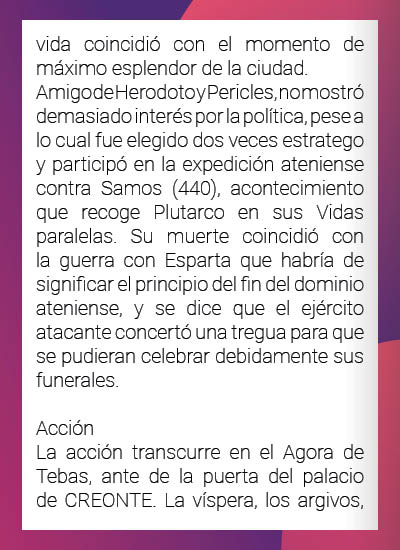 vida coincidió con el momento de
máximo esplendor de la ciudad.
Amigo de Herodoto y Pericles, no mostró
demasiado interés por la política, pese a
lo cual fue elegido dos veces estratego
y participó en la expedición ateniense
contra Samos (440), acontecimiento
que recoge Plutarco en sus Vidas
paralelas. Su muerte coincidió con
la guerra con Esparta que habría de
significar el principio del fin del dominio
ateniense, y se dice que el ejército
atacante concertó una tregua para que
se pudieran celebrar debidamente sus
funerales.

Acción
La acción transcurre en el Agora de
Tebas, ante de la puerta del palacio
de CREONTE. La víspera, los argivos,